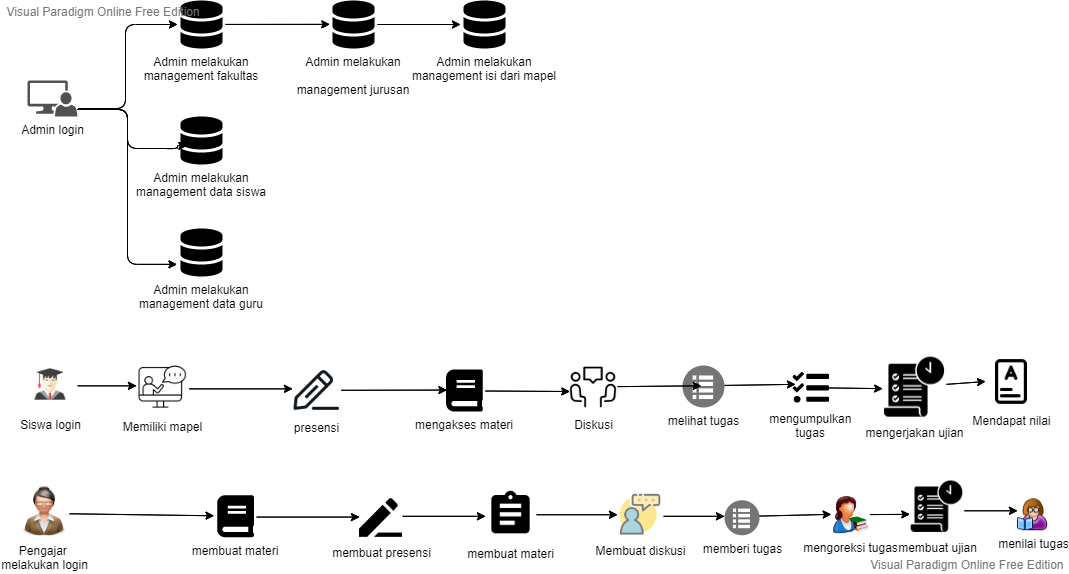 Visual Paradigm Online Free Edition
Admin melakukan
management fakultas
Admin melakukan
management jurusan
Admin melakukan
management isi dari mapel
Admin login
Admin melakukan
management data siswa
Admin melakukan
management data guru
Siswa login
Memiliki mapel
presensi
mengakses materi
Diskusi
melihat tugas
mengumpulkan
tugas
mengerjakan ujian
A
Mendapat nilai
Pengajar
melakukan login
membuat materi
membuat presensi
membuat materi
Membuat diskusi
memberi tugas
mengoreksi tugas
membuat ujian
menilai tugas
Visual Paradigm Online Free Edition